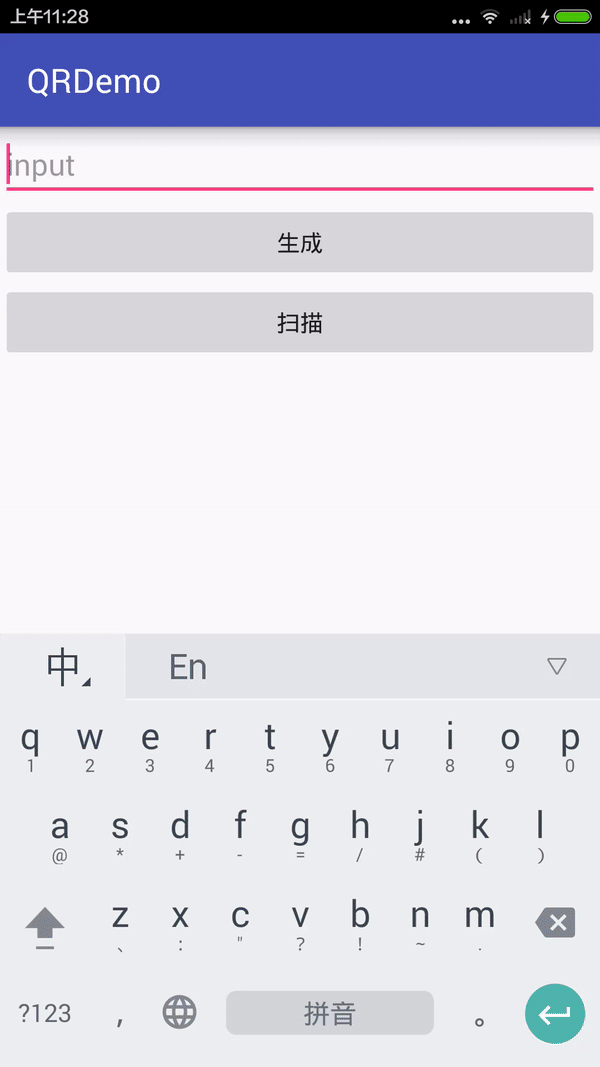 上午11:28
QRDemo
input
生成
扫描
中 En
q w e r t y u i o p
1 2 3 4 5 6 7 8 9 0
a s d f g h j k l
@ * + - = / # ( )
z x c v b n m
、 : " ? ! ~ .
?123 , 拼音 。